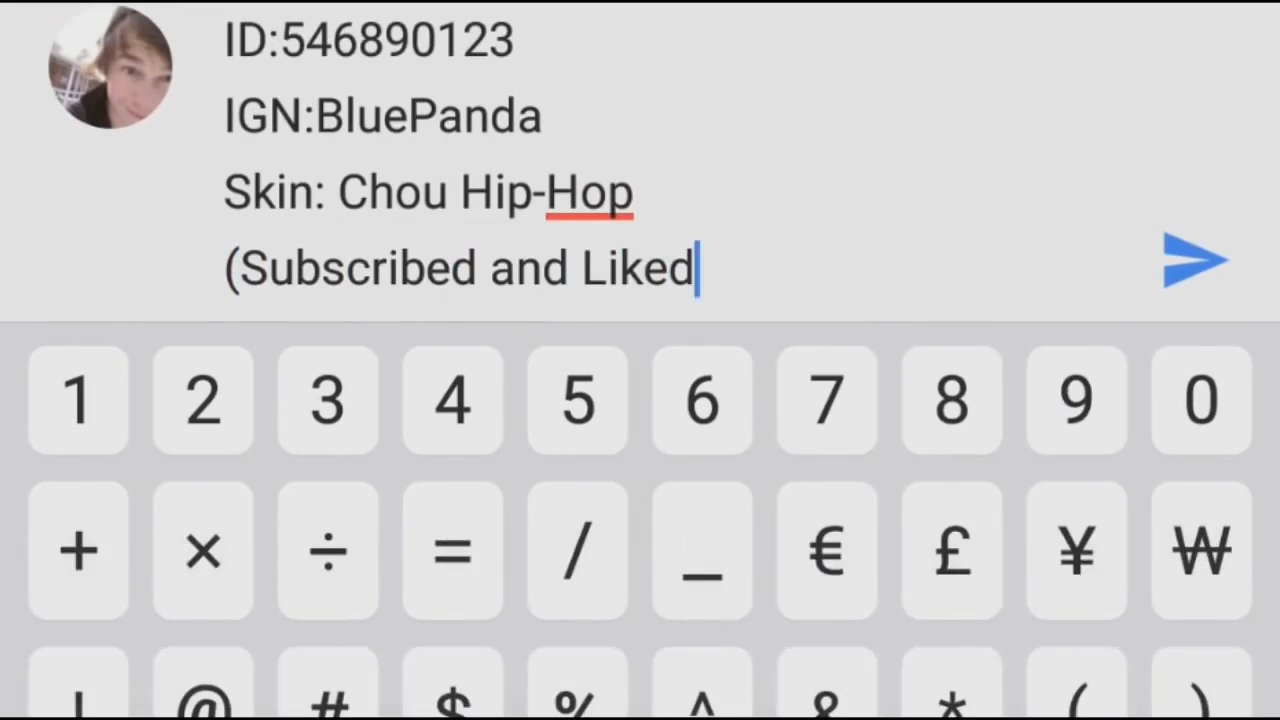 ID:546890123
IGN:BluePanda
Skin: Chou Hip-Hop
(Subscribed and Liked
1 2 3 4 5 6 7 8 9 0
+ × ÷ = / _ € £ ¥ ₩
! @ # $ % ^ & * ( )